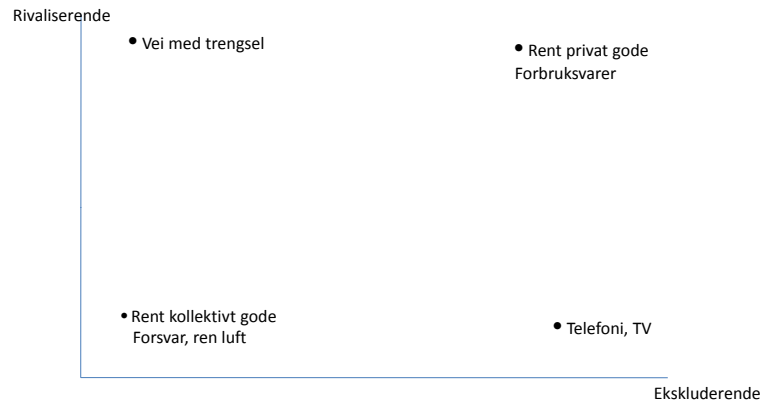 Rivaliserende
• Vei med trengsel
• Rent privat gode
Forbruksvarer
• Rent kollektivt gode
Forsvar, ren luft
• Telefoni, TV
Ekskluderende